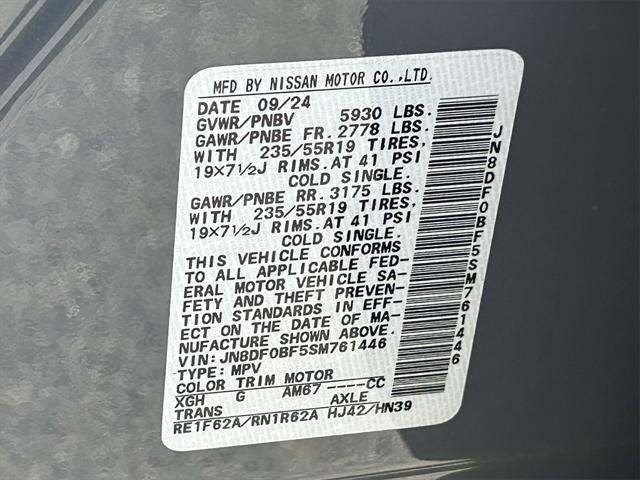 MFD BY NISSAN MOTOR CO.,LTD.
DATE 09/24
GVWR/PNBV 5930 LBS.
GAWR/PNBE FR. 2778 LBS.
WITH 235/55R19 TIRES,
19×7½J RIMS.AT 41 PSI
COLD SINGLE.
GAWR/PNBE RR. 3175 LBS.
WITH 235/55R19 TIRES,
19×7½J RIMS.AT 41 PSI
COLD SINGLE.
THIS VEHICLE CONFORMS
TO ALL APPLICABLE FED-
ERAL MOTOR VEHICLE SA-
FETY AND THEFT PREVEN-
TION STANDARDS IN EFF-
ECT ON THE DATE OF MA-
NUFACTURE SHOWN ABOVE.
VIN: JN8DF0BF5SM761446
TYPE: MPV
COLOR TRIM MOTOR
XGH G AM67 ----CC
TRANS AXLE
RE1F62A/RN1R62A HJ42/HN39
JN8DF0BF5SM761446